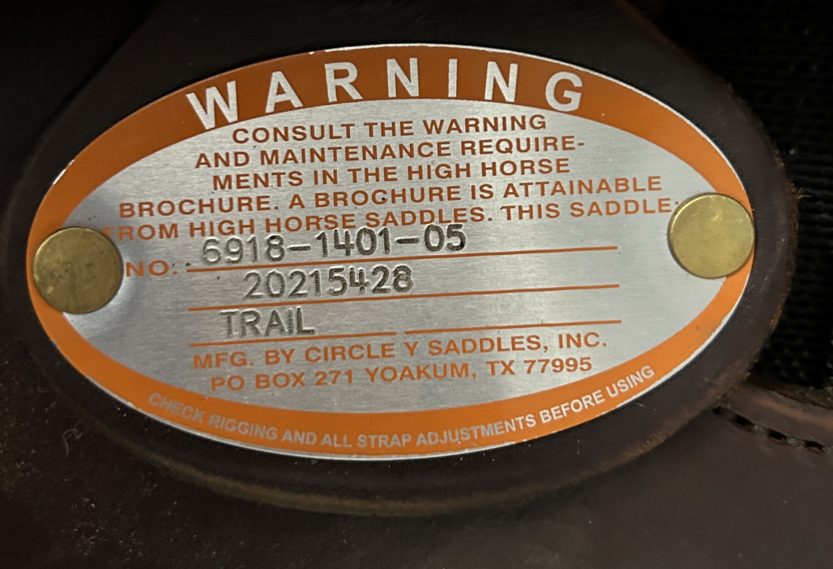 WARNING
CONSULT THE WARNING
AND MAINTENANCE REQUIRE-
MENTS IN THE HIGH HORSE
BROCHURE. A BROCHURE IS ATTAINABLE
FROM HIGH HORSE SADDLES. THIS SADDLE:
NO: 6918-1401-05
20215428
TRAIL
MFG. BY CIRCLE Y SADDLES, INC.
PO BOX 271 YOAKUM, TX 77995
CHECK RIGGING AND ALL STRAP ADJUSTMENTS BEFORE USING